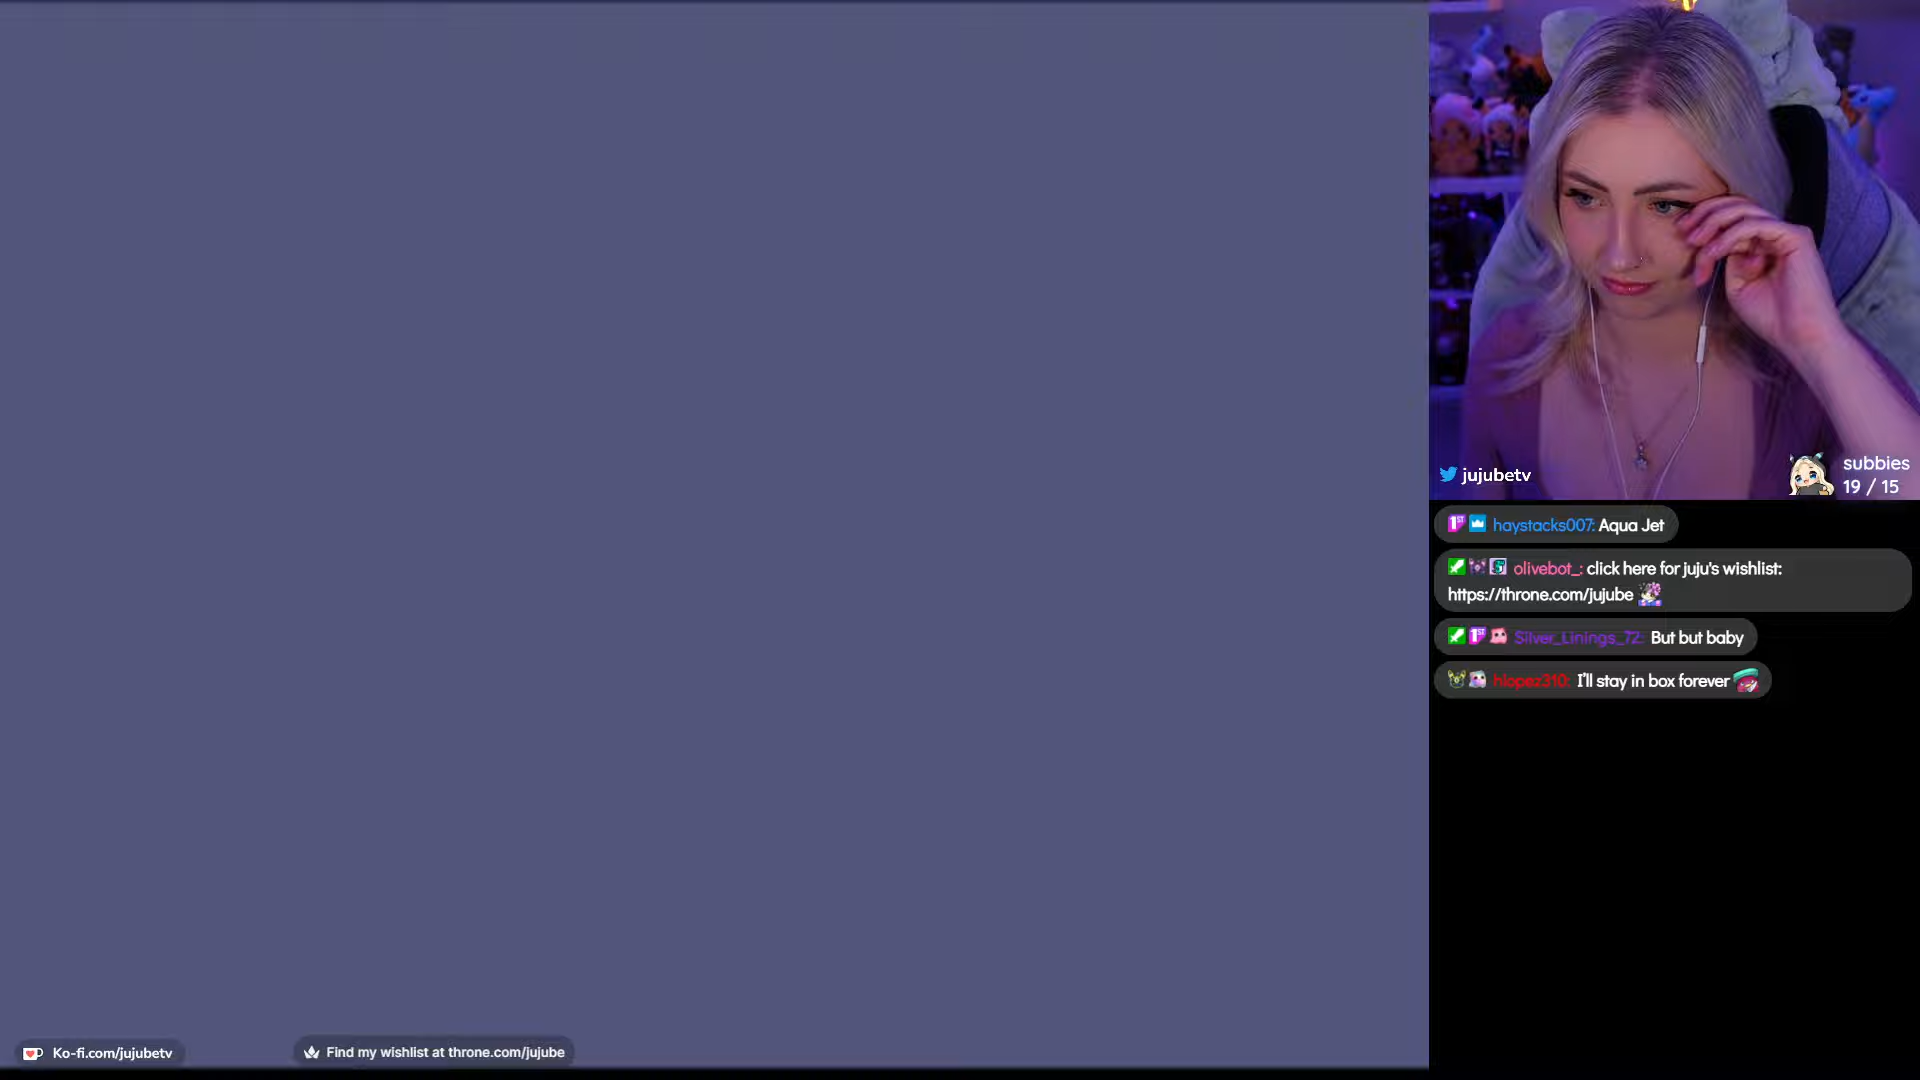 jujubetv
subbies
19 / 15
haystacks007: Aqua Jet
olivebot_: click here for juju's wishlist:
https://throne.com/jujube
Silver_Linings_72: But but baby
hlopez310: I'll stay in box forever
Ko-fi.com/jujubetv
Find my wishlist at throne.com/jujube